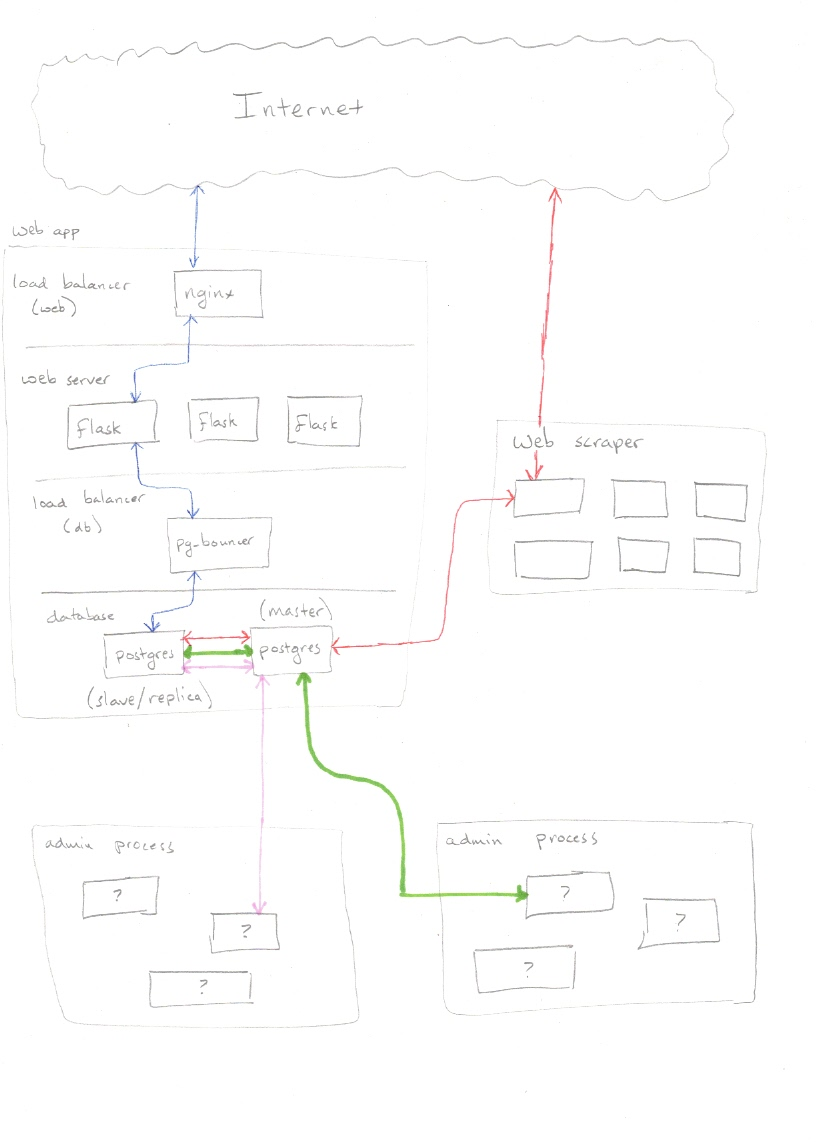 Internet
web app
load balancer
(web)
nginx
web server
flask
flask
flask
load balancer
(db)
pg-bouncer
database
(master)
postgres
postgres
(slave/replica)
Web scraper
admin process
?
?
?
admin process
?
?
?